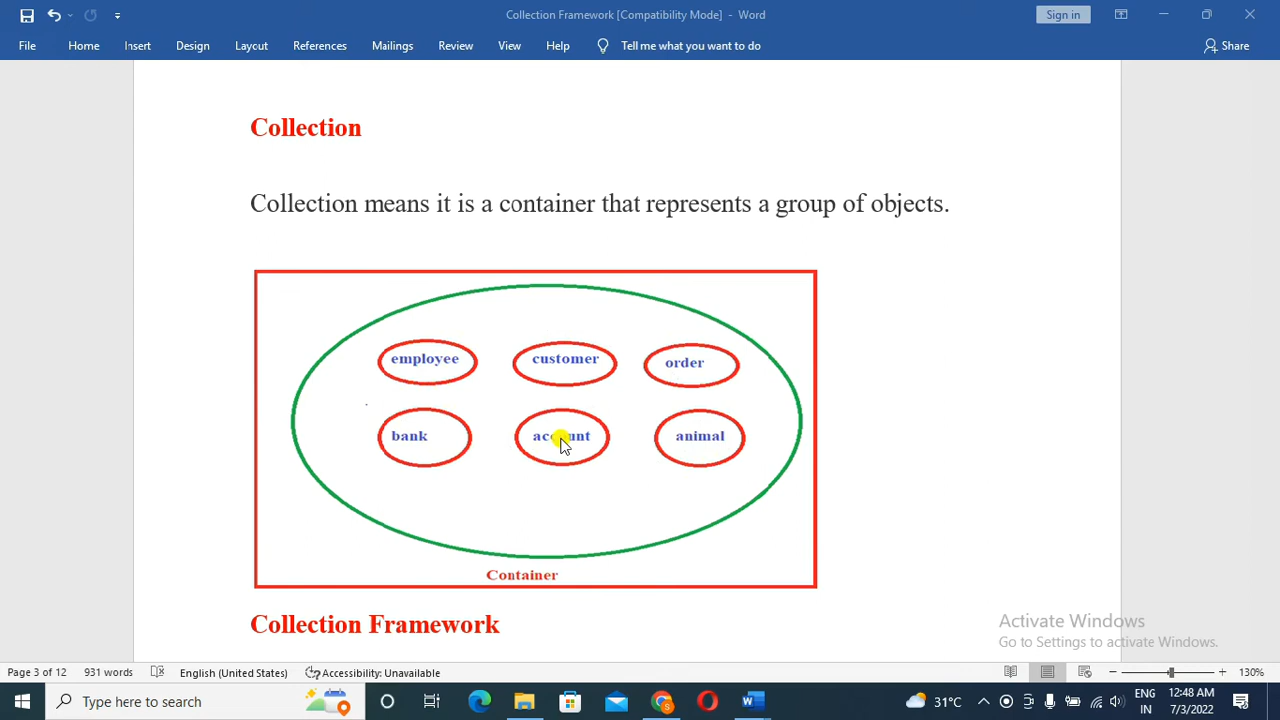 Collection Framework [Compatibility Mode] - Word
Sign in
File Home Insert Design Layout References Mailings Review View Help Tell me what you want to do Share
Collection
Collection means it is a container that represents a group of objects.
employee customer order
bank account animal
Container
Collection Framework
Activate Windows
Go to Settings to activate Windows.
Page 3 of 12 931 words English (United States) Accessibility: Unavailable 130%
Type here to search
31°C
ENG
IN
12:48 AM
7/3/2022